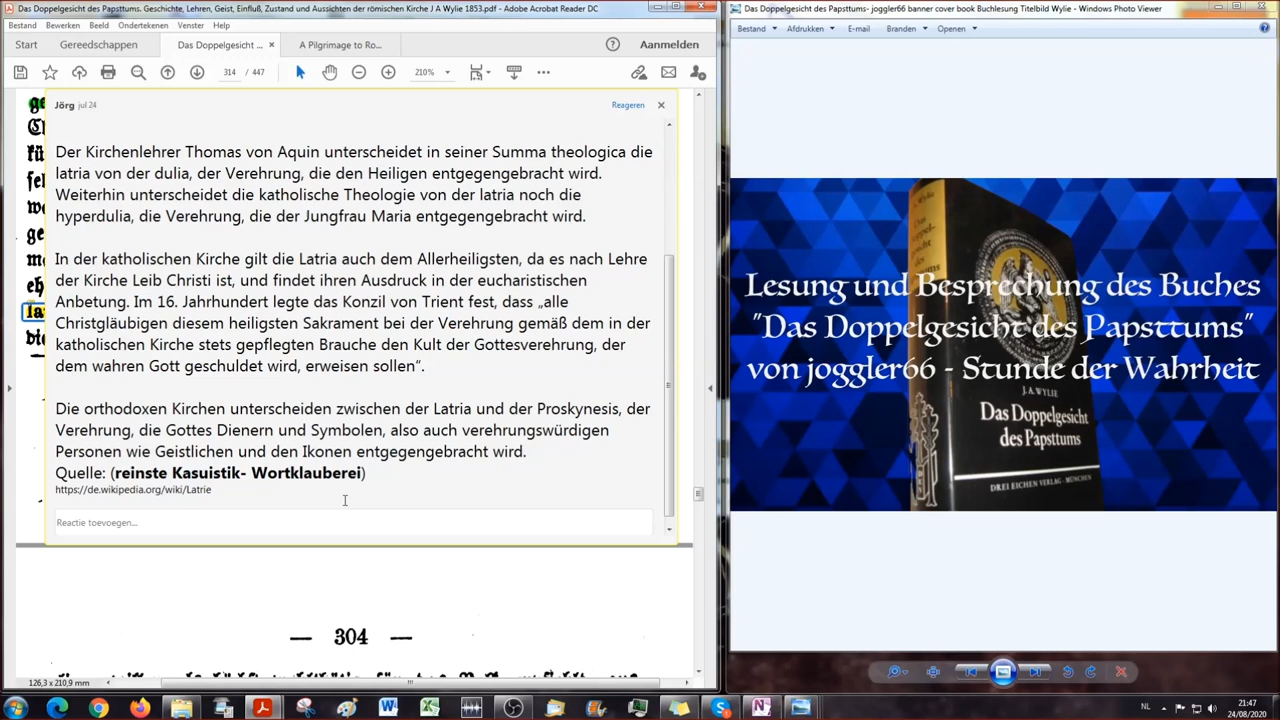 Das Doppelgesicht des Papsttums. Geschichte, Lehren, Geist, Einfluß, Zustand und Aussichten der römischen Kirche J A Wylie 1853.pdf - Adobe Acrobat Reader DC
Bestand Bewerken Beeld Ondertekenen Venster Help
Start Gereedschappen Das Doppelgesicht ... × A Pilgrimage to Ro... Anmelden
314 / 447 210%
Jörg jul 24 Reageren
Der Kirchenlehrer Thomas von Aquin unterscheidet in seiner Summa theologica die
latria von der dulia, der Verehrung, die den Heiligen entgegengebracht wird.
Weiterhin unterscheidet die katholische Theologie von der latria noch die
hyperdulia, die Verehrung, die der Jungfrau Maria entgegengebracht wird.
In der katholischen Kirche gilt die Latria auch dem Allerheiligsten, da es nach Lehre
der Kirche Leib Christi ist, und findet ihren Ausdruck in der eucharistischen
Anbetung. Im 16. Jahrhundert legte das Konzil von Trient fest, dass „alle
Christgläubigen diesem heiligsten Sakrament bei der Verehrung gemäß dem in der
katholischen Kirche stets gepflegten Brauche den Kult der Gottesverehrung, der
dem wahren Gott geschuldet wird, erweisen sollen“.
Die orthodoxen Kirchen unterscheiden zwischen der Latria und der Proskynesis, der
Verehrung, die Gottes Dienern und Symbolen, also auch verehrungswürdigen
Personen wie Geistlichen und den Ikonen entgegengebracht wird.
Quelle: (reinste Kasuistik- Wortklauberei)
https://de.wikipedia.org/wiki/Latrie
Reactie toevoegen...
— 304 —
126,3 x 210,9 mm
Das Doppelgesicht des Papsttums- joggler66 banner cover book Buchlesung Titelbild Wylie - Windows Photo Viewer
Bestand Afdrukken E-mail Branden Openen
Lesung und Besprechung des Buches
"Das Doppelgesicht des Papsttums"
von joggler66 - Stunde der Wahrheit
J.A.WYLIE
Das Doppelgesicht
des Papsttums
DREI EICHEN VERLAG · MÜNCHEN
NL
21:47
24/08/2020